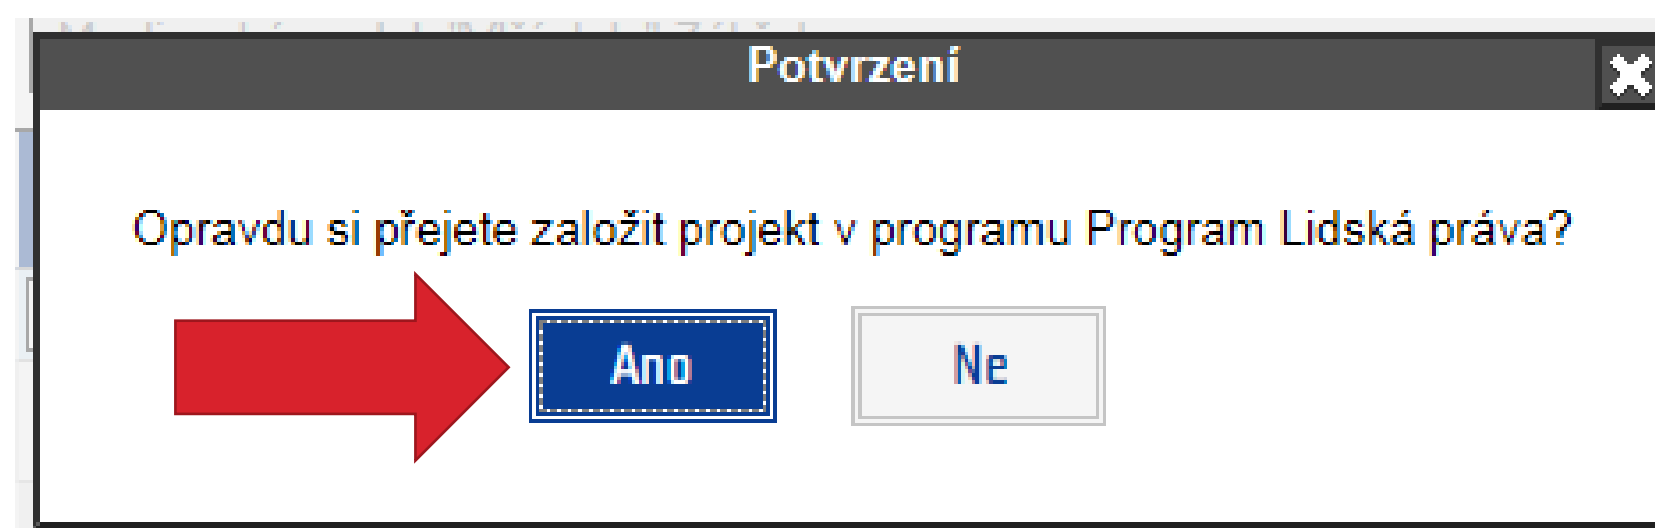 Potvrzení
Opravdu si přejete založit projekt v programu Program Lidská práva?
Ano
Ne